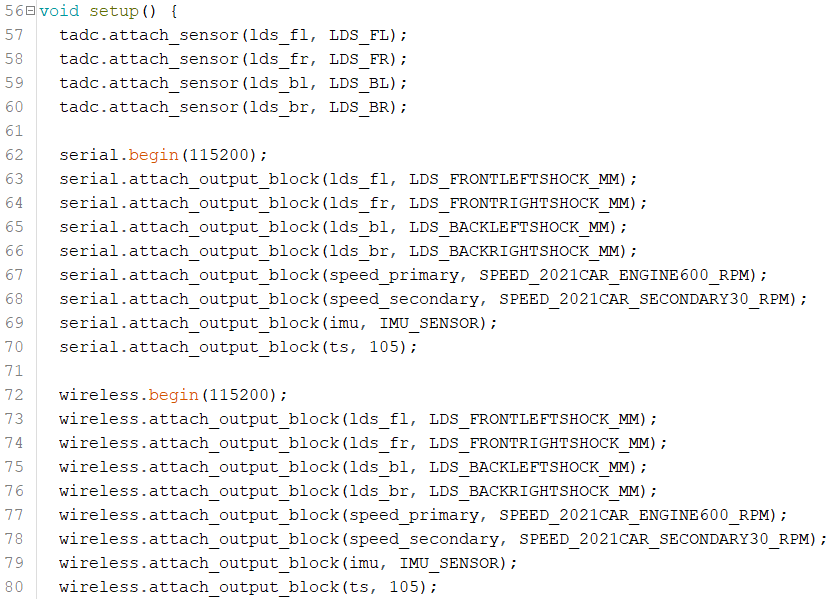 56 void setup() {
57 tadc.attach_sensor(lds_fl, LDS_FL);
58 tadc.attach_sensor(lds_fr, LDS_FR);
59 tadc.attach_sensor(lds_bl, LDS_BL);
60 tadc.attach_sensor(lds_br, LDS_BR);
61
62 serial.begin(115200);
63 serial.attach_output_block(lds_fl, LDS_FRONTLEFTSHOCK_MM);
64 serial.attach_output_block(lds_fr, LDS_FRONTRIGHTSHOCK_MM);
65 serial.attach_output_block(lds_bl, LDS_BACKLEFTSHOCK_MM);
66 serial.attach_output_block(lds_br, LDS_BACKRIGHTSHOCK_MM);
67 serial.attach_output_block(speed_primary, SPEED_2021CAR_ENGINE600_RPM);
68 serial.attach_output_block(speed_secondary, SPEED_2021CAR_SECONDARY30_RPM);
69 serial.attach_output_block(imu, IMU_SENSOR);
70 serial.attach_output_block(ts, 105);
71
72 wireless.begin(115200);
73 wireless.attach_output_block(lds_fl, LDS_FRONTLEFTSHOCK_MM);
74 wireless.attach_output_block(lds_fr, LDS_FRONTRIGHTSHOCK_MM);
75 wireless.attach_output_block(lds_bl, LDS_BACKLEFTSHOCK_MM);
76 wireless.attach_output_block(lds_br, LDS_BACKRIGHTSHOCK_MM);
77 wireless.attach_output_block(speed_primary, SPEED_2021CAR_ENGINE600_RPM);
78 wireless.attach_output_block(speed_secondary, SPEED_2021CAR_SECONDARY30_RPM);
79 wireless.attach_output_block(imu, IMU_SENSOR);
80 wireless.attach_output_block(ts, 105);